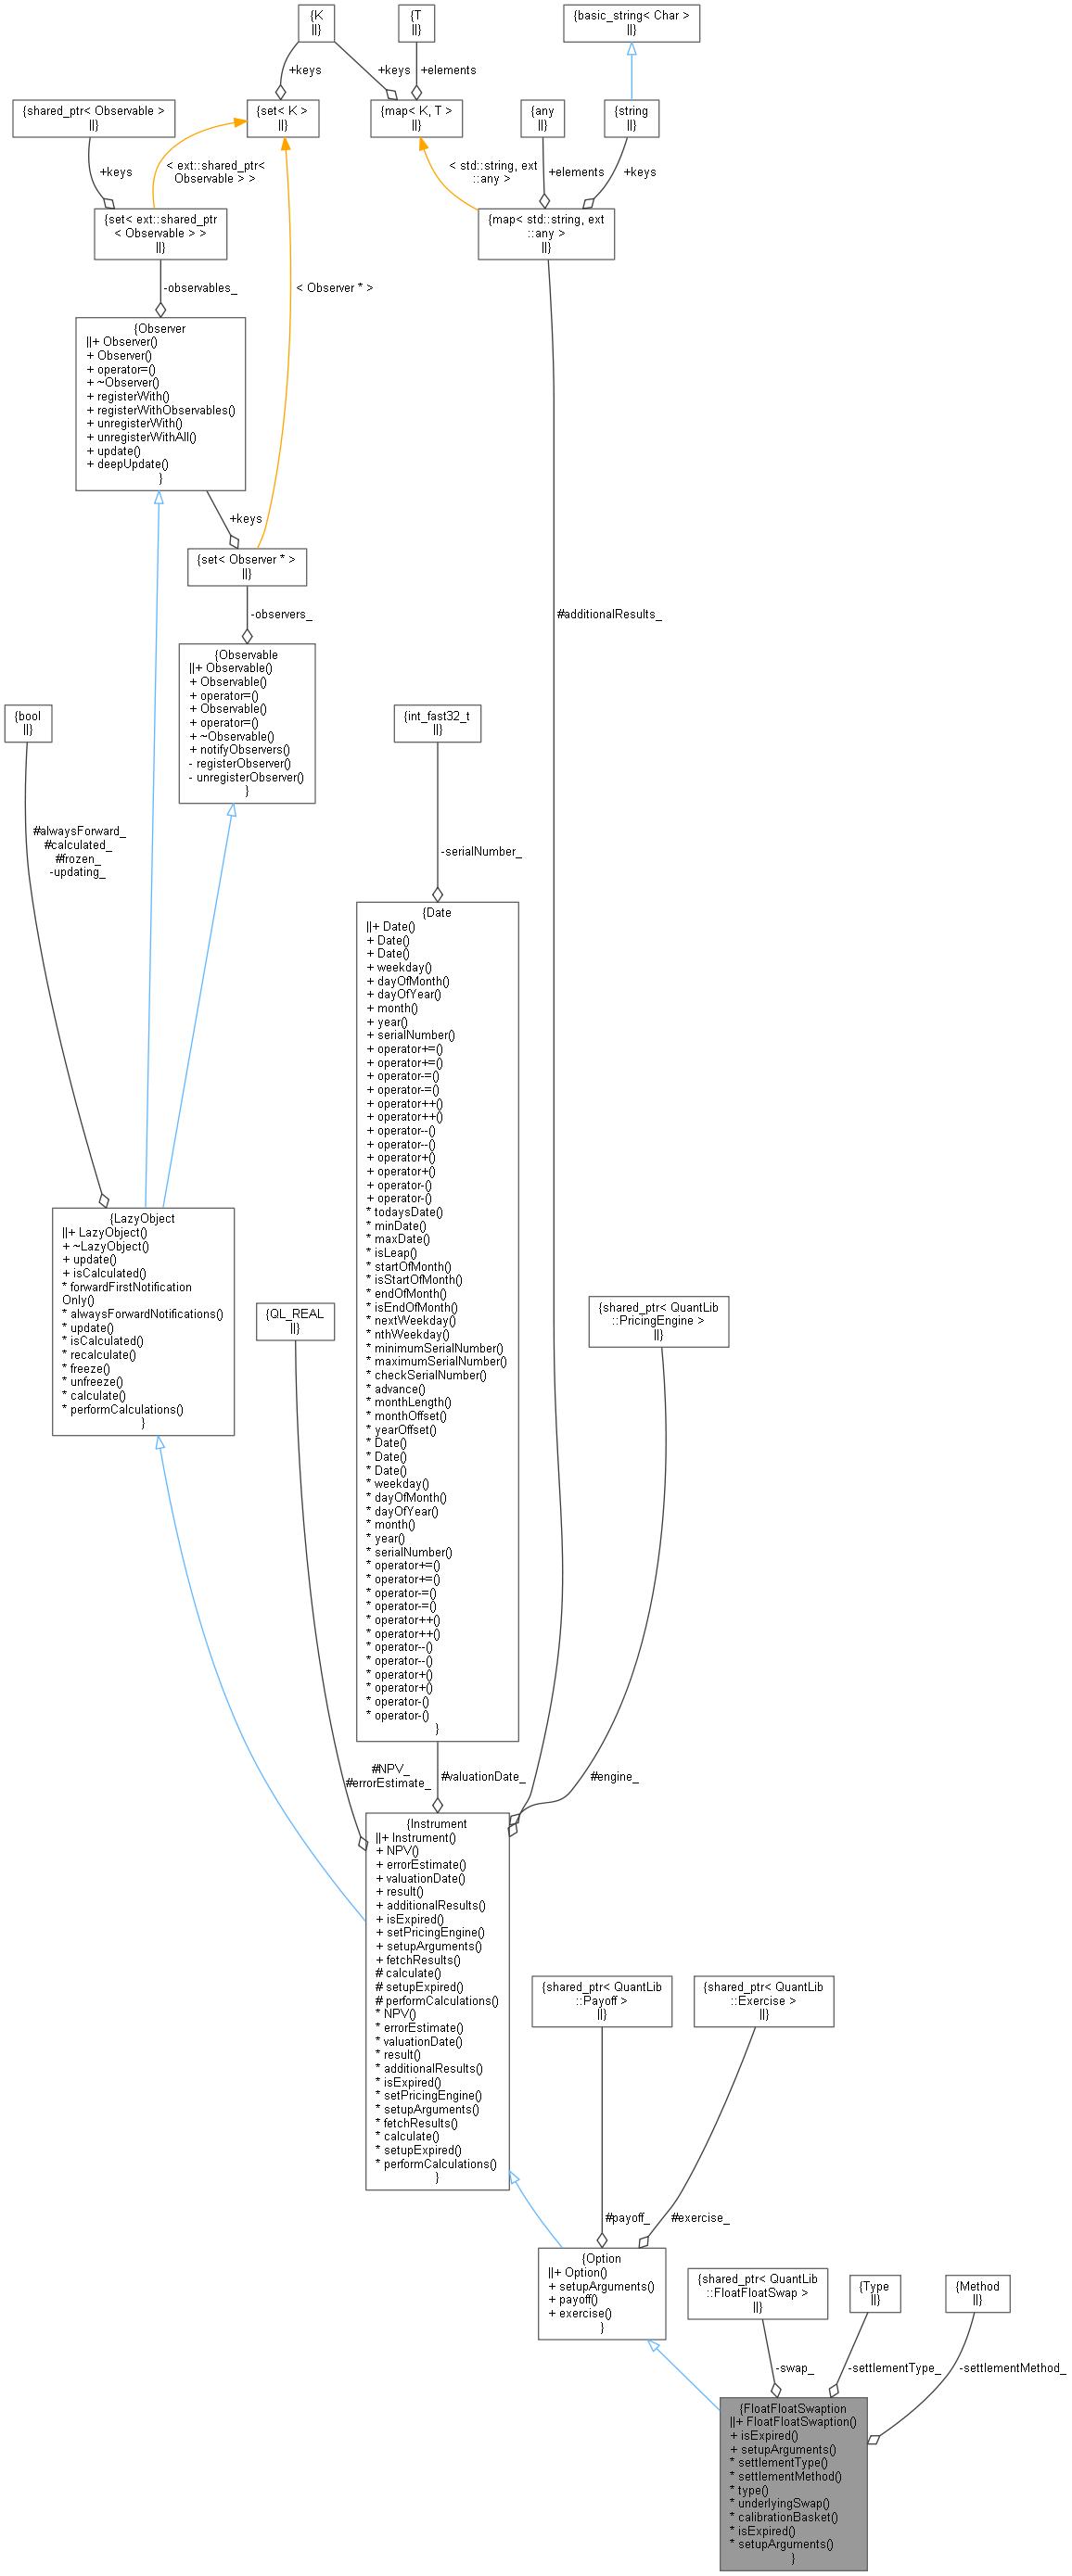 {K
||}
{T
||}
{basic_string< Char >
||}
+keys
+keys
+elements
{shared_ptr< Observable >
||}
{set< K >
||}
{map< K, T >
||}
{any
||}
{string
||}
+keys
< ext::shared_ptr<
Observable > >
< std::string, ext
::any >
+elements
+keys
{set< ext::shared_ptr
< Observable > >
||}
{map< std::string, ext
::any >
||}
-observables_
< Observer * >
{Observer
||+ Observer()
+ Observer()
+ operator=()
+ ~Observer()
+ registerWith()
+ registerWithObservables()
+ unregisterWith()
+ unregisterWithAll()
+ update()
+ deepUpdate()
}
+keys
{set< Observer * >
||}
-observers_
#additionalResults_
{Observable
||+ Observable()
+ Observable()
+ operator=()
+ Observable()
+ operator=()
+ ~Observable()
+ notifyObservers()
- registerObserver()
- unregisterObserver()
}
{bool
||}
{int_fast32_t
||}
#alwaysForward_
#calculated_
#frozen_
-updating_
-serialNumber_
{Date
||+ Date()
+ Date()
+ Date()
+ weekday()
+ dayOfMonth()
+ dayOfYear()
+ month()
+ year()
+ serialNumber()
+ operator+=()
+ operator+=()
+ operator-=()
+ operator-=()
+ operator++()
+ operator++()
+ operator--()
+ operator--()
+ operator+()
+ operator+()
+ operator-()
+ operator-()
* todaysDate()
* minDate()
* maxDate()
* isLeap()
* startOfMonth()
* isStartOfMonth()
* endOfMonth()
* isEndOfMonth()
* nextWeekday()
* nthWeekday()
* minimumSerialNumber()
* maximumSerialNumber()
* checkSerialNumber()
* advance()
* monthLength()
* monthOffset()
* yearOffset()
* Date()
* Date()
* Date()
* weekday()
* dayOfMonth()
* dayOfYear()
* month()
* year()
* serialNumber()
* operator+=()
* operator+=()
* operator-=()
* operator-=()
* operator++()
* operator++()
* operator--()
* operator--()
* operator+()
* operator+()
* operator-()
* operator-()
}
{LazyObject
||+ LazyObject()
+ ~LazyObject()
+ update()
+ isCalculated()
* forwardFirstNotification
Only()
* alwaysForwardNotifications()
* update()
* isCalculated()
* recalculate()
* freeze()
* unfreeze()
* calculate()
* performCalculations()
}
{QL_REAL
||}
{shared_ptr< QuantLib
::PricingEngine >
||}
#NPV_
#errorEstimate_
#valuationDate_
#engine_
{Instrument
||+ Instrument()
+ NPV()
+ errorEstimate()
+ valuationDate()
+ result()
+ additionalResults()
+ isExpired()
+ setPricingEngine()
+ setupArguments()
+ fetchResults()
# calculate()
# setupExpired()
# performCalculations()
* NPV()
* errorEstimate()
* valuationDate()
* result()
* additionalResults()
* isExpired()
* setPricingEngine()
* setupArguments()
* fetchResults()
* calculate()
* setupExpired()
* performCalculations()
}
{shared_ptr< QuantLib
::Payoff >
||}
{shared_ptr< QuantLib
::Exercise >
||}
#payoff_
#exercise_
{Option
||+ Option()
+ setupArguments()
+ payoff()
+ exercise()
}
{shared_ptr< QuantLib
::FloatFloatSwap >
||}
{Type
||}
{Method
||}
-swap_
-settlementType_
-settlementMethod_
{FloatFloatSwaption
||+ FloatFloatSwaption()
+ isExpired()
+ setupArguments()
* settlementType()
* settlementMethod()
* type()
* underlyingSwap()
* calibrationBasket()
* isExpired()
* setupArguments()
}